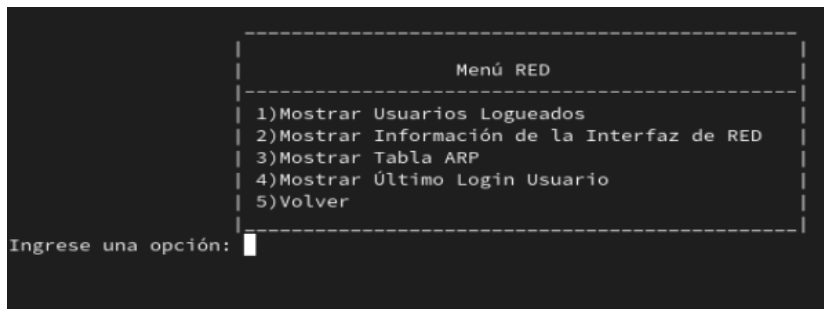 Menú RED
1)Mostrar Usuarios Logueados
2)Mostrar Información de la Interfaz de RED
3)Mostrar Tabla ARP
4)Mostrar Último Login Usuario
5)Volver
Ingrese una opción: